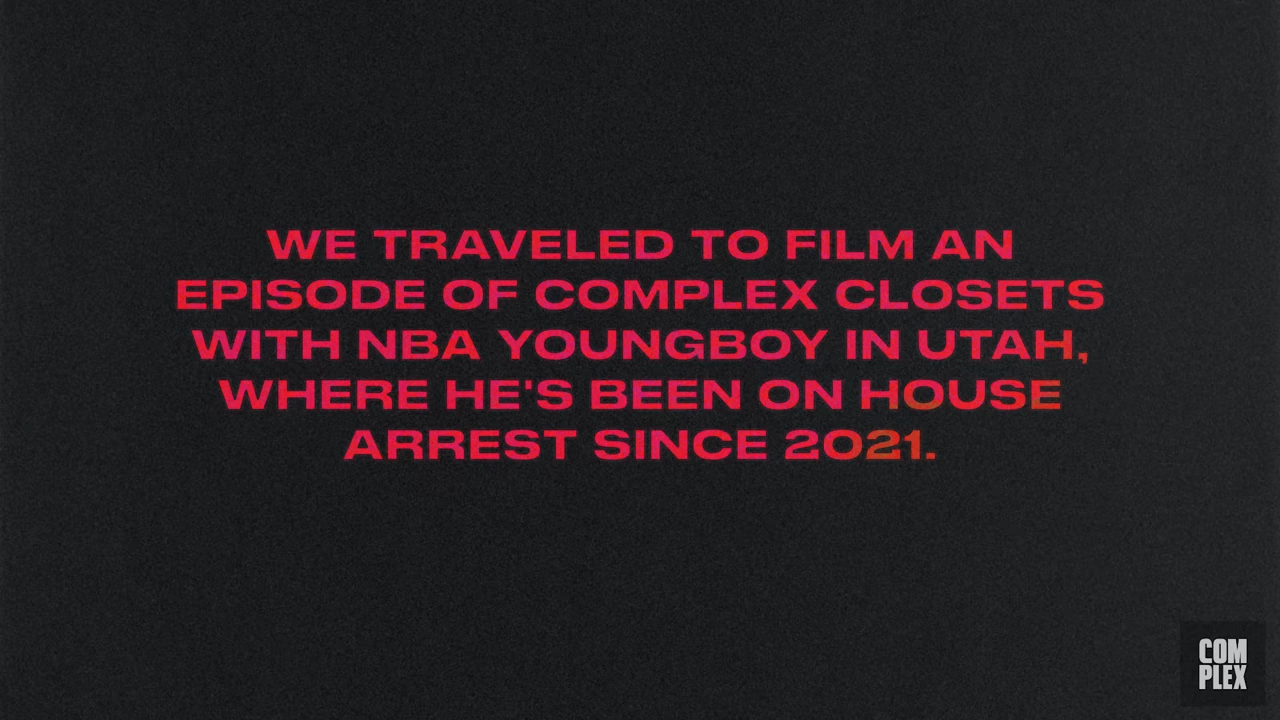 WE TRAVELED TO FILM AN
EPISODE OF COMPLEX CLOSETS
WITH NBA YOUNGBOY IN UTAH,
WHERE HE'S BEEN ON HOUSE
ARREST SINCE 2021.
COM
PLEX